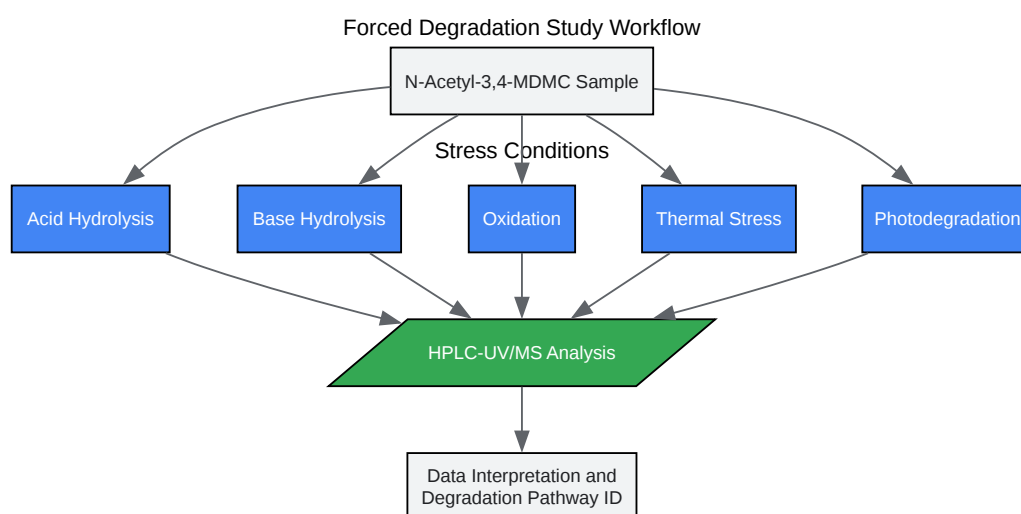 Forced Degradation Study Workflow
N-Acetyl-3,4-MDMC Sample
Stress Conditions
Acid Hydrolysis
Base Hydrolysis
Oxidation
Thermal Stress
Photodegradation
HPLC-UV/MS Analysis
Data Interpretation and
Degradation Pathway ID